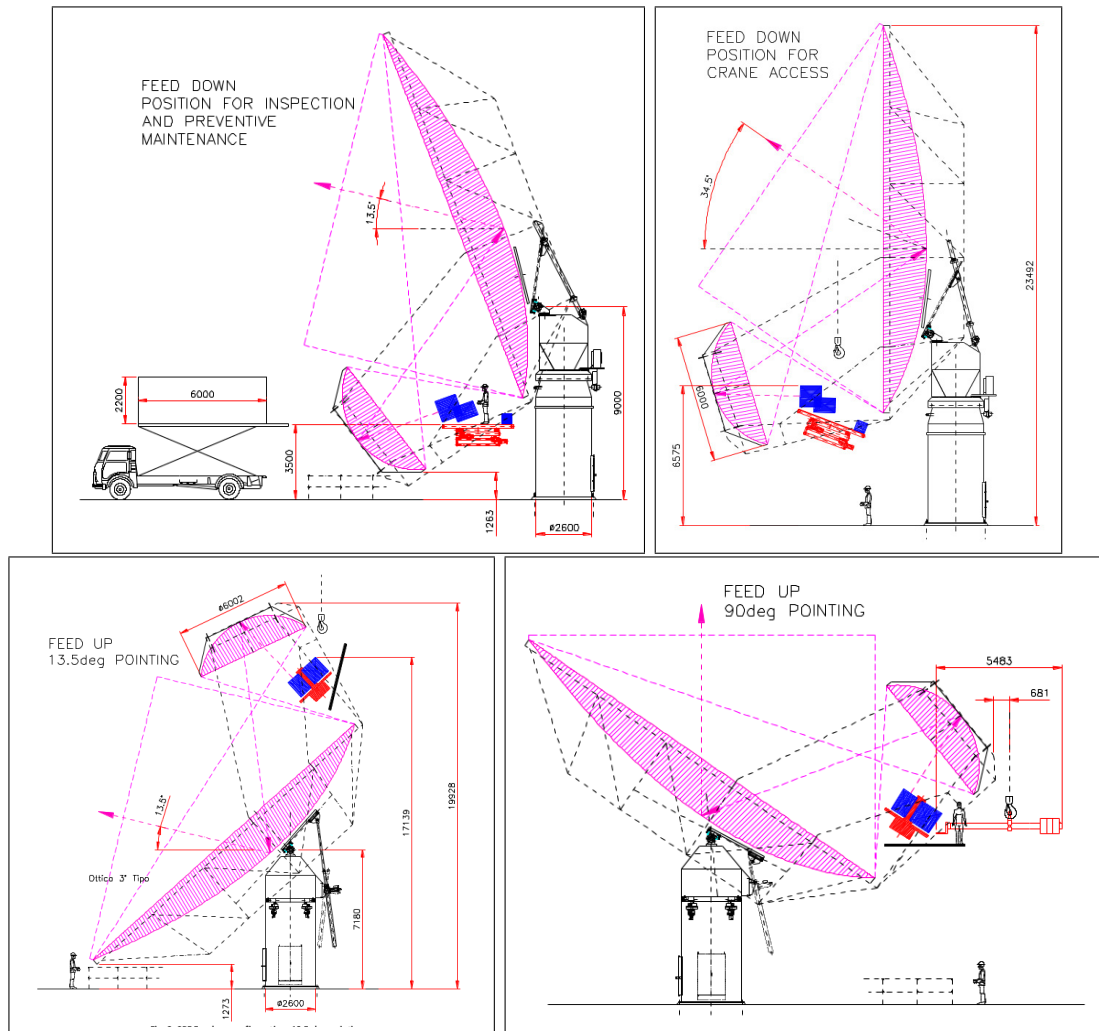 FEED DOWN
POSITION FOR INSPECTION
AND PREVENTIVE
MAINTENANCE
13.5°
2200
6000
3500
1263
9000
ø2600
FEED DOWN
POSITION FOR
CRANE ACCESS
34.5°
23492
6000
6575
FEED UP
13.5deg POINTING
ø6002
13.5°
19928
17139
Ottica 3° Tipo
7180
1273
ø2600
FEED UP
90deg POINTING
5483
681